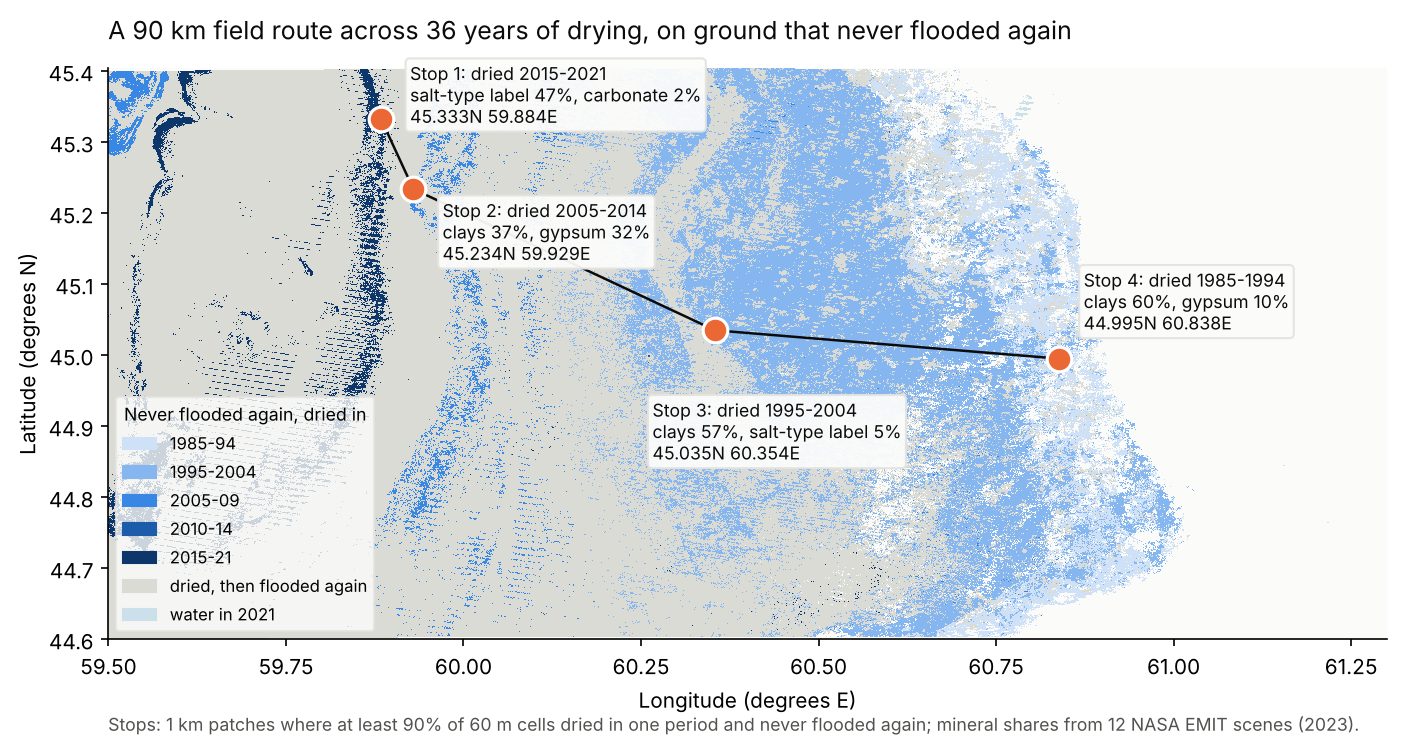 A 90 km field route across 36 years of drying, on ground that never flooded again
Stop 1: dried 2015-2021
salt-type label 47%, carbonate 2%
45.333N 59.884E
Stop 2: dried 2005-2014
clays 37%, gypsum 32%
45.234N 59.929E
Stop 4: dried 1985-1994
clays 60%, gypsum 10%
44.995N 60.838E
Stop 3: dried 1995-2004
clays 57%, salt-type label 5%
45.035N 60.354E
Latitude (degrees N)
45.4
45.3
45.2
45.1
45.0
44.9
44.8
44.7
44.6
Never flooded again, dried in
1985-94
1995-2004
2005-09
2010-14
2015-21
dried, then flooded again
water in 2021
59.50
59.75
60.00
60.25
60.50
60.75
61.00
61.25
Longitude (degrees E)
Stops: 1 km patches where at least 90% of 60 m cells dried in one period and never flooded again; mineral shares from 12 NASA EMIT scenes (2023).